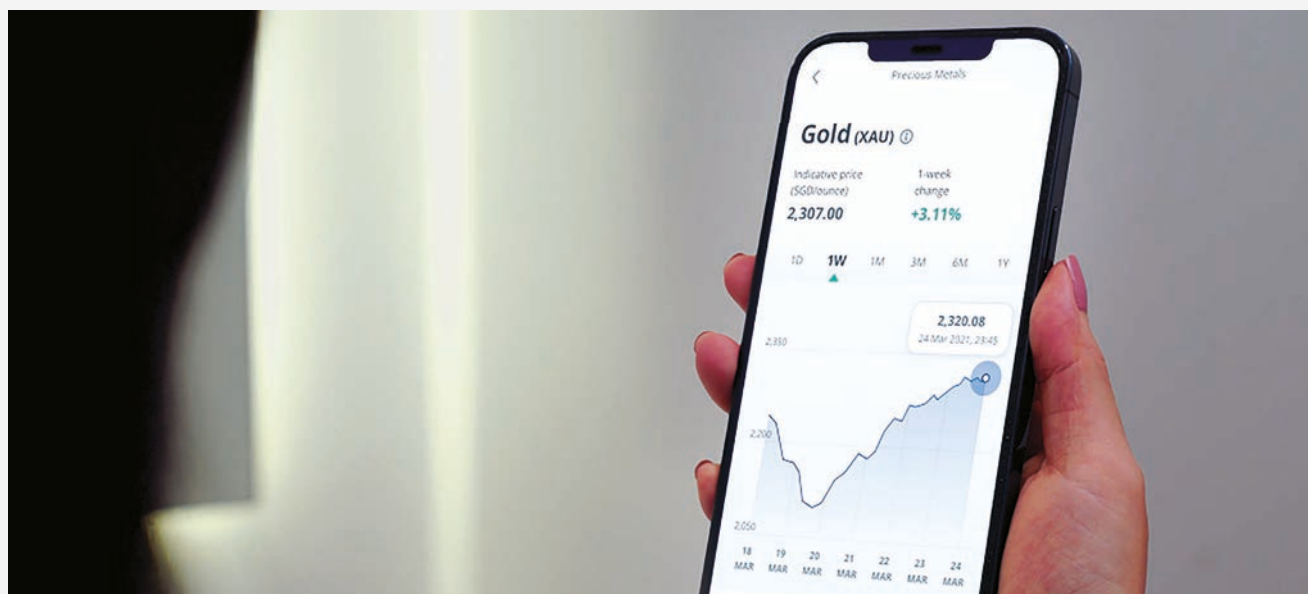 Precious Metals
Gold (XAU)
Indicative price
(SGD/ounce)
2,307.00
1-week
change
+3.11%
1D 1W 1M 3M 6M 1Y
2,320.08
24 Mar 2021, 23:45
2,350
2,200
2,050
18 19 20 21 22 23 24
MAR MAR MAR MAR MAR MAR MAR